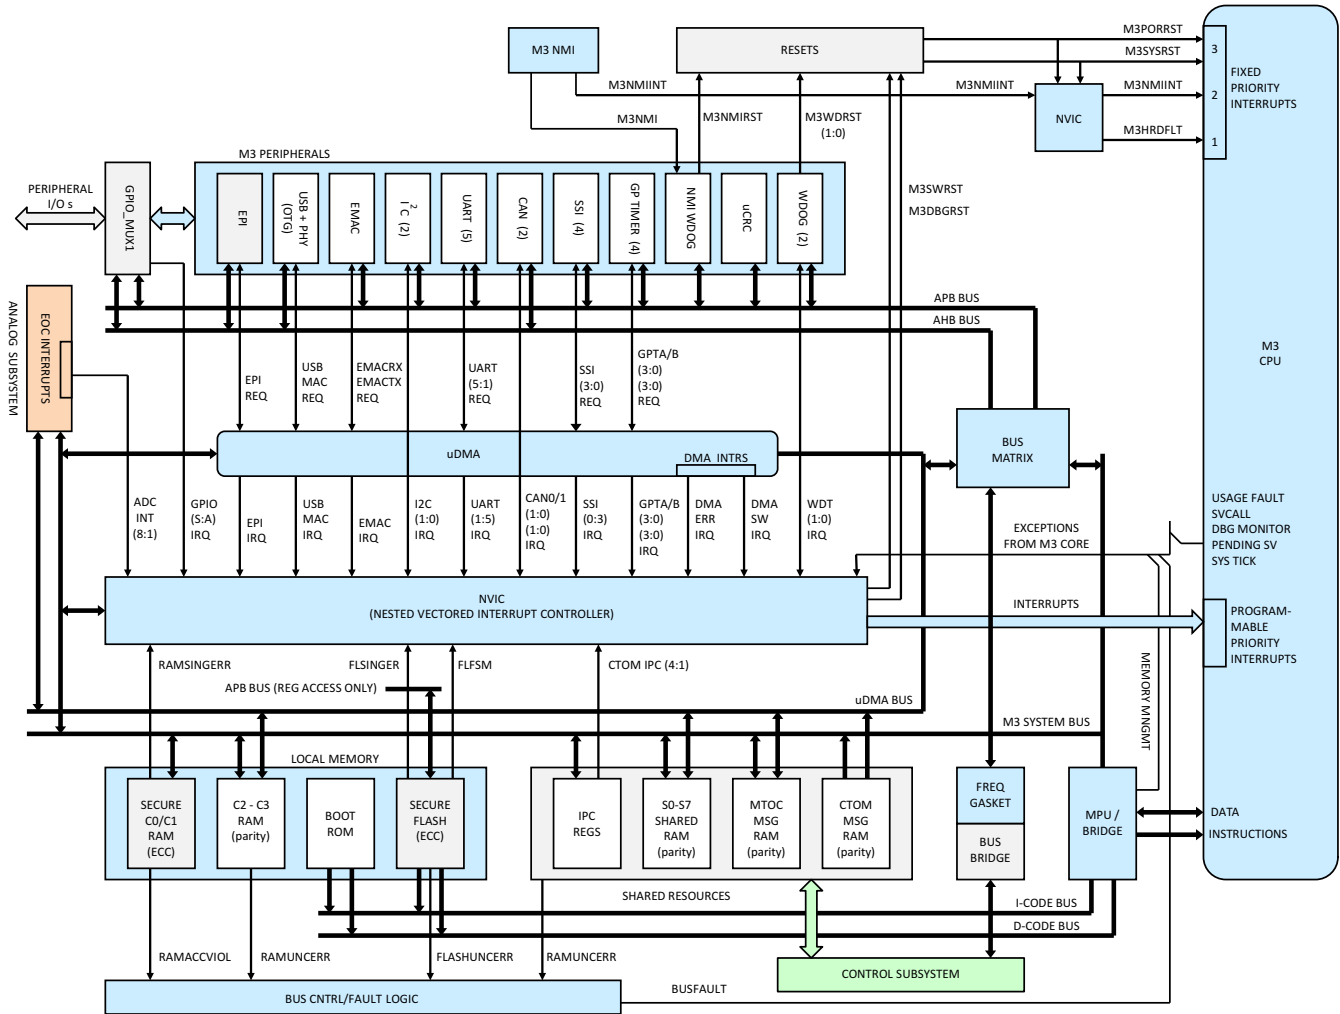 M3 NMI
RESETS
M3PORRST
M3SYSRST
3
FIXED
PRIORITY
INTERRUPTS
M3NMIINT
M3NMIINT
M3NMIINT
2
NVIC
M3NMI
M3NMIRST
M3WDRST
(1:0)
M3HRDFLT
1
M3 PERIPHERALS
PERIPHERAL
I/O s
GPIO_MUX1
EPI
USB + PHY
(OTG)
EMAC
I2C (2)
UART (5)
CAN (2)
SSI (4)
GP TIMER (4)
NMI WDOG
uCRC
WDOG (2)
M3SWRST
M3DBGRST
APB BUS
AHB BUS
ANALOG SUBSYSTEM
EOC INTERRUPTS
M3
CPU
EPI
REQ
USB
MAC
REQ
EMACRX
EMACTX
REQ
UART
(5:1)
REQ
SSI
(3:0)
REQ
GPTA/B
(3:0)
(3:0)
REQ
uDMA
DMA INTRS
BUS
MATRIX
ADC
INT
(8:1)
GPIO
(S:A)
IRQ
EPI
IRQ
USB
MAC
IRQ
EMAC
IRQ
I2C
(1:0)
IRQ
UART
(1:5)
IRQ
CAN0/1
(1:0)
(1:0)
IRQ
SSI
(0:3)
IRQ
GPTA/B
(3:0)
(3:0)
IRQ
DMA
ERR
IRQ
DMA
SW
IRQ
WDT
(1:0)
IRQ
EXCEPTIONS
FROM M3 CORE
USAGE FAULT
SVCALL
DBG MONITOR
PENDING SV
SYS TICK
NVIC
(NESTED VECTORED INTERRUPT CONTROLLER)
INTERRUPTS
PROGRAM-
MABLE
PRIORITY
INTERRUPTS
RAMSINGERR
FLSINGER
FLFSM
CTOM IPC (4:1)
APB BUS (REG ACCESS ONLY)
uDMA BUS
M3 SYSTEM BUS
MEMORY MNGMT
LOCAL MEMORY
SECURE
C0/C1
RAM
(ECC)
C2 - C3
RAM
(parity)
BOOT
ROM
SECURE
FLASH
(ECC)
IPC
REGS
S0-S7
SHARED
RAM
(parity)
MTOC
MSG
RAM
(parity)
CTOM
MSG
RAM
(parity)
FREQ
GASKET
BUS
BRIDGE
MPU /
BRIDGE
DATA
INSTRUCTIONS
SHARED RESOURCES
I-CODE BUS
D-CODE BUS
RAMACCVIOL
RAMUNCERR
FLASHUNCERR
RAMUNCERR
CONTROL SUBSYSTEM
BUS CNTRL/FAULT LOGIC
BUSFAULT